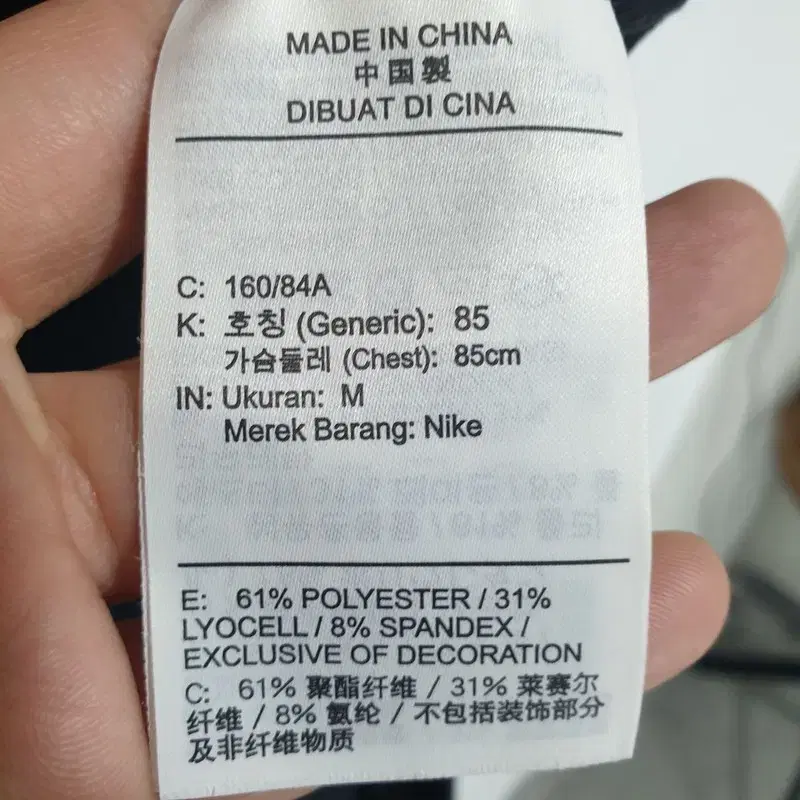 MADE IN CHINA
中国製
DIBUAT DI CINA
C: 160/84A
K: 호칭 (Generic): 85
가슴둘레 (Chest): 85cm
IN: Ukuran: M
Merek Barang: Nike
E: 61% POLYESTER / 31%
LYOCELL / 8% SPANDEX /
EXCLUSIVE OF DECORATION
C: 61% 聚酯纤维 / 31% 莱赛尔
纤维 / 8% 氨纶 / 不包括装饰部分
及非纤维物质